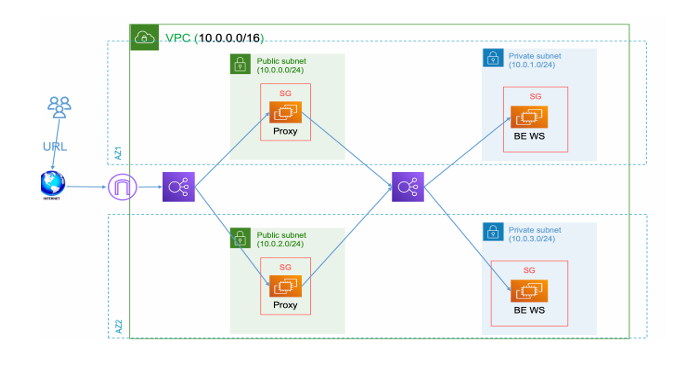 VPC (10.0.0.0/16)
Public subnet
(10.0.0.0/24)
SG
Proxy
Private subnet
(10.0.1.0/24)
SG
BE WS
AZ1
URL
INTERNET
Public subnet
(10.0.2.0/24)
SG
Proxy
Private subnet
(10.0.3.0/24)
SG
BE WS
AZ2